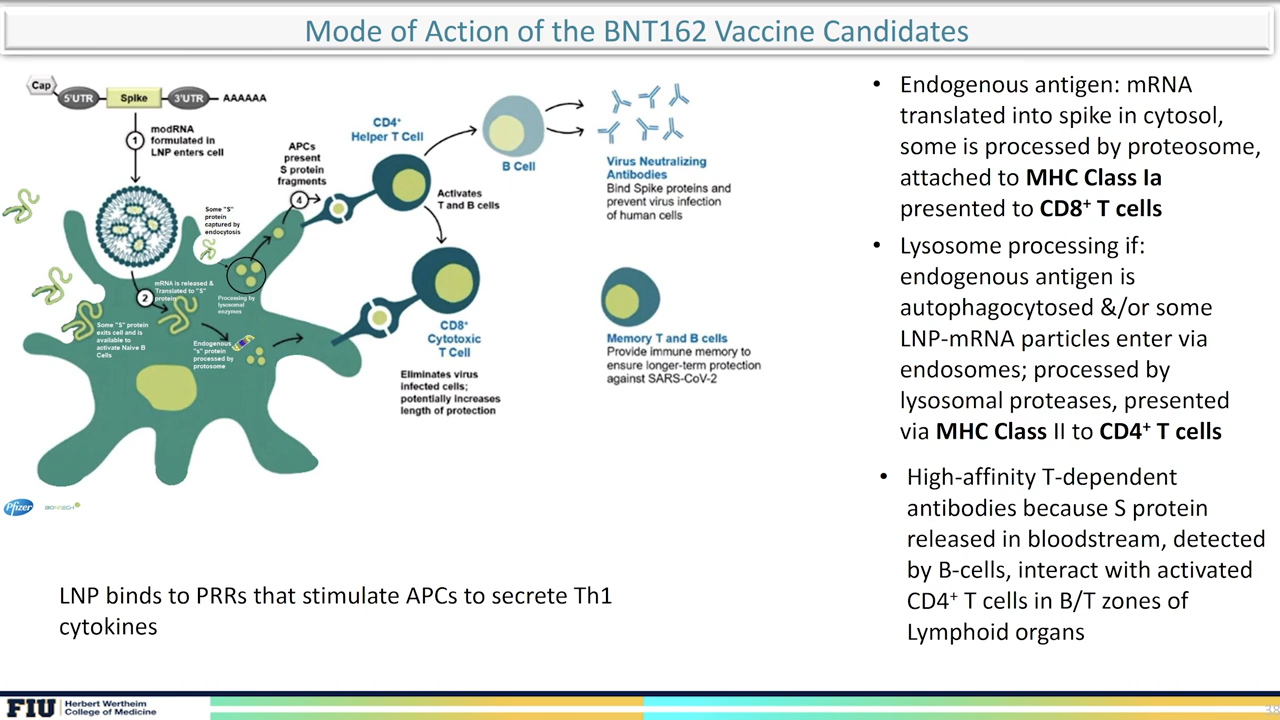 Mode of Action of the BNT162 Vaccine Candidates
Cap
5'UTR
Spike
3'UTR
AAAAAA
1
modRNA
formulated in
LNP enters cell
CD4+
Helper T Cell
APCs
present
S protein
fragments
4
Some "S"
protein
captured by
endocytosis
B Cell
Activates
T and B cells
Virus Neutralizing
Antibodies
Bind Spike proteins and
prevent virus infection
of human cells
2
mRNA is released &
Translated to "S"
protein
Processing by
lysosomal
enzymes
Some "S" protein
exits cell and is
available to
activate Naive B
Cells
Endogenous
"s" protein
processed by
protosome
CD8+
Cytotoxic
T Cell
Eliminates virus
infected cells;
potentially increases
length of protection
Memory T and B cells
Provide immune memory to
ensure longer-term protection
against SARS-CoV-2
Pfizer
BIONTECH
LNP binds to PRRs that stimulate APCs to secrete Th1
cytokines
• Endogenous antigen: mRNA
translated into spike in cytosol,
some is processed by proteosome,
attached to MHC Class Ia
presented to CD8+ T cells
• Lysosome processing if:
endogenous antigen is
autophagocytosed &/or some
LNP-mRNA particles enter via
endosomes; processed by
lysosomal proteases, presented
via MHC Class II to CD4+ T cells
• High-affinity T-dependent
antibodies because S protein
released in bloodstream, detected
by B-cells, interact with activated
CD4+ T cells in B/T zones of
Lymphoid organs
FIU
Herbert Wertheim
College of Medicine
38